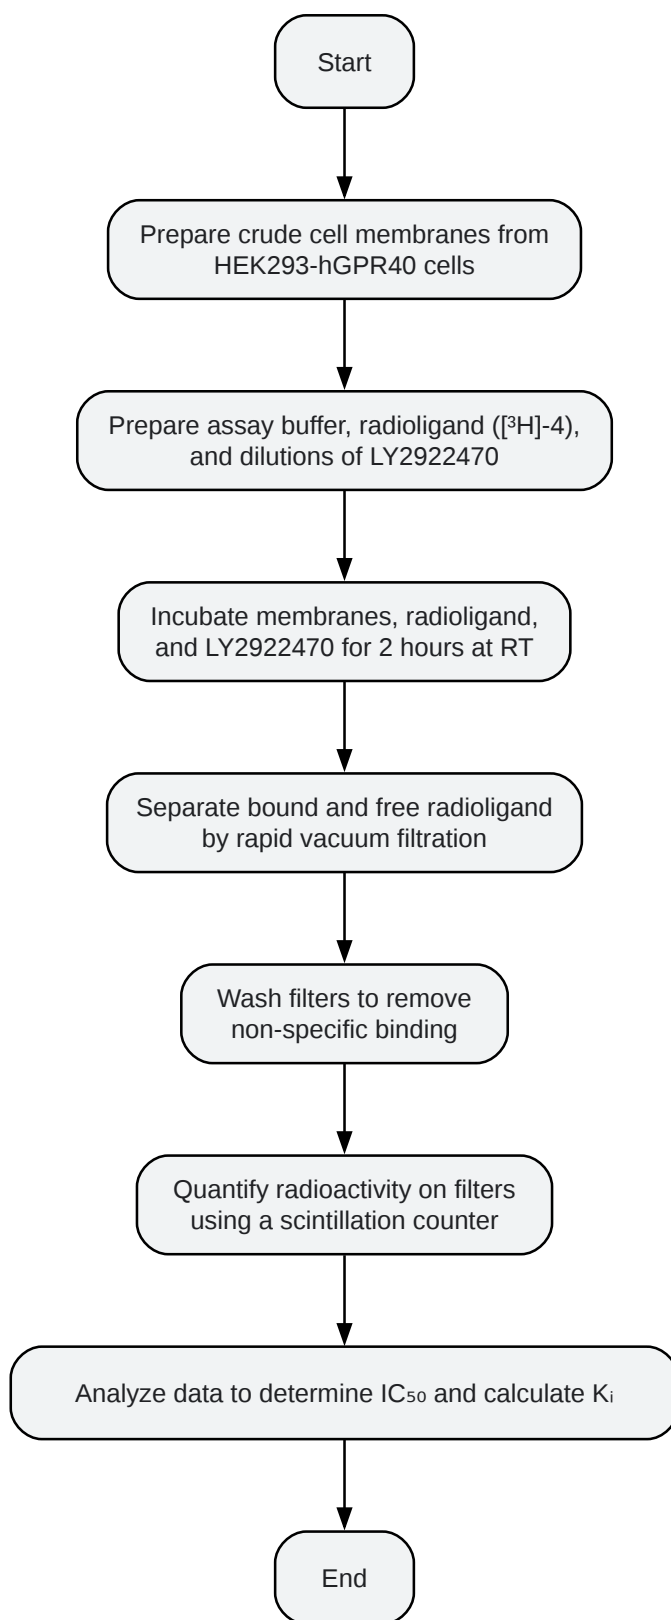 Start
Prepare crude cell membranes from
HEK293-hGPR40 cells
Prepare assay buffer, radioligand ([³H]-4),
and dilutions of LY2922470
Incubate membranes, radioligand,
and LY2922470 for 2 hours at RT
Separate bound and free radioligand
by rapid vacuum filtration
Wash filters to remove
non-specific binding
Quantify radioactivity on filters
using a scintillation counter
Analyze data to determine IC₅₀ and calculate Kᵢ
End